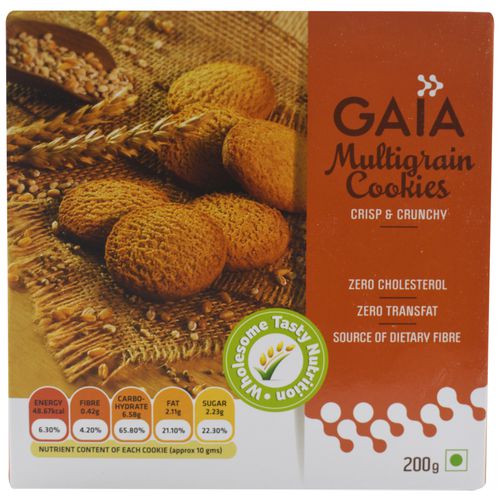 GAÏA
Multigrain
Cookies
CRISP & CRUNCHY
ZERO CHOLESTEROL
ZERO TRANSFAT
SOURCE OF DIETARY FIBRE
Wholesome Tasty Nutrition
ENERGY
48.67kcal
6.30%
FIBRE
0.42g
4.20%
CARBO-
HYDRATE
6.58g
65.80%
FAT
2.11g
21.10%
SUGAR
2.23g
22.30%
NUTRIENT CONTENT OF EACH COOKIE (approx 10 gms)
200g